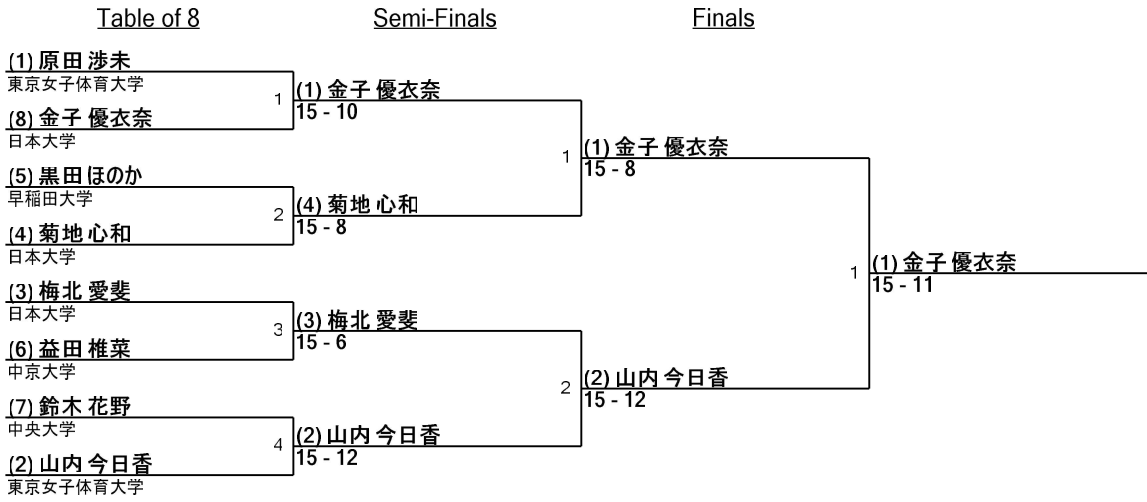 Table of 8
Semi-Finals
Finals
(1) 原田 渉未
東京女子体育大学
(8) 金子 優衣奈
日本大学
(5) 黒田 ほのか
早稲田大学
(4) 菊地 心和
日本大学
(3) 梅北 愛斐
日本大学
(6) 益田 椎菜
中京大学
(7) 鈴木 花野
中央大学
(2) 山内 今日香
東京女子体育大学
1
(1) 金子 優衣奈
15 - 10
2
(4) 菊地 心和
15 - 8
3
(3) 梅北 愛斐
15 - 6
4
(2) 山内 今日香
15 - 12
1
(1) 金子 優衣奈
15 - 8
2
(2) 山内 今日香
15 - 12
1
(1) 金子 優衣奈
15 - 11